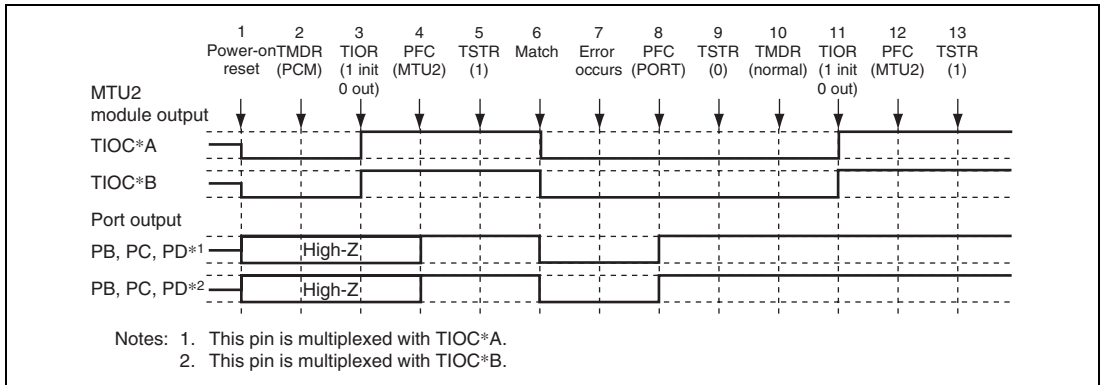 1 2 3 4 5 6 7 8 9 10 11 12 13
Power-on TMDR TIOR PFC TSTR Match Error PFC TSTR TMDR TIOR PFC TSTR
reset (PCM) (1 init (MTU2) (1) occurs (PORT) (0) (normal) (1 init (MTU2) (1)
0 out) 0 out)
MTU2
module output
TIOC*A
TIOC*B
Port output
PB, PC, PD*1 High-Z
PB, PC, PD*2 High-Z
Notes: 1. This pin is multiplexed with TIOC*A.
2. This pin is multiplexed with TIOC*B.